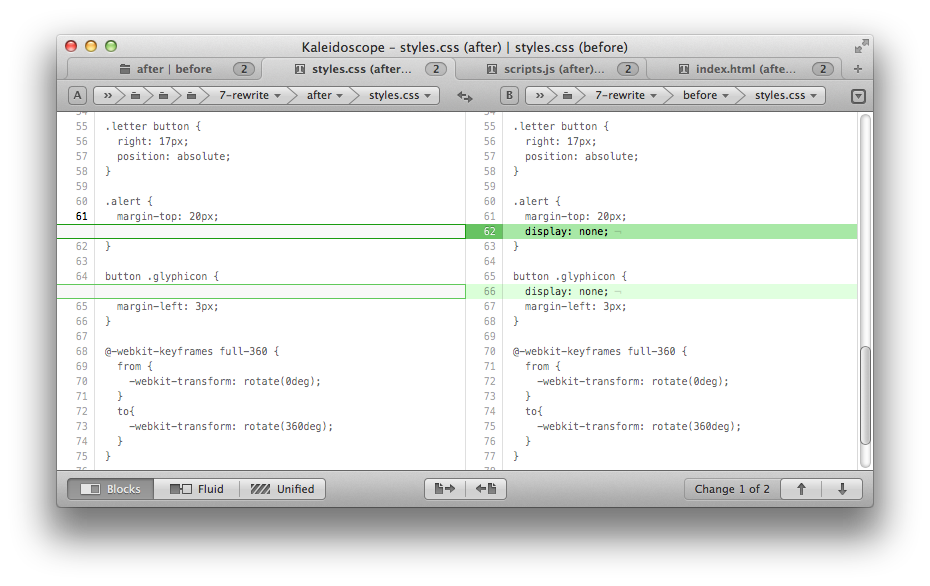 Kaleidoscope – styles.css (after) | styles.css (before)
after | before 2 styles.css (after... 2 scripts.js (after)... 2 index.html (afte... 2 +
A » 7-rewrite after styles.css B » 7-rewrite before styles.css
55 .letter button { 55 .letter button {
56 right: 17px; 56 right: 17px;
57 position: absolute; 57 position: absolute;
58 } 58 }
59 59
60 .alert { 60 .alert {
61 margin-top: 20px; 61 margin-top: 20px;
62 display: none; ¬
62 } 63 }
63 64
64 button .glyphicon { 65 button .glyphicon {
66 display: none; ¬
65 margin-left: 3px; 67 margin-left: 3px;
66 } 68 }
67 69
68 @-webkit-keyframes full-360 { 70 @-webkit-keyframes full-360 {
69 from { 71 from {
70 -webkit-transform: rotate(0deg); 72 -webkit-transform: rotate(0deg);
71 } 73 }
72 to{ 74 to{
73 -webkit-transform: rotate(360deg); 75 -webkit-transform: rotate(360deg);
74 } 76 }
75 } 77 }
Blocks Fluid Unified Change 1 of 2